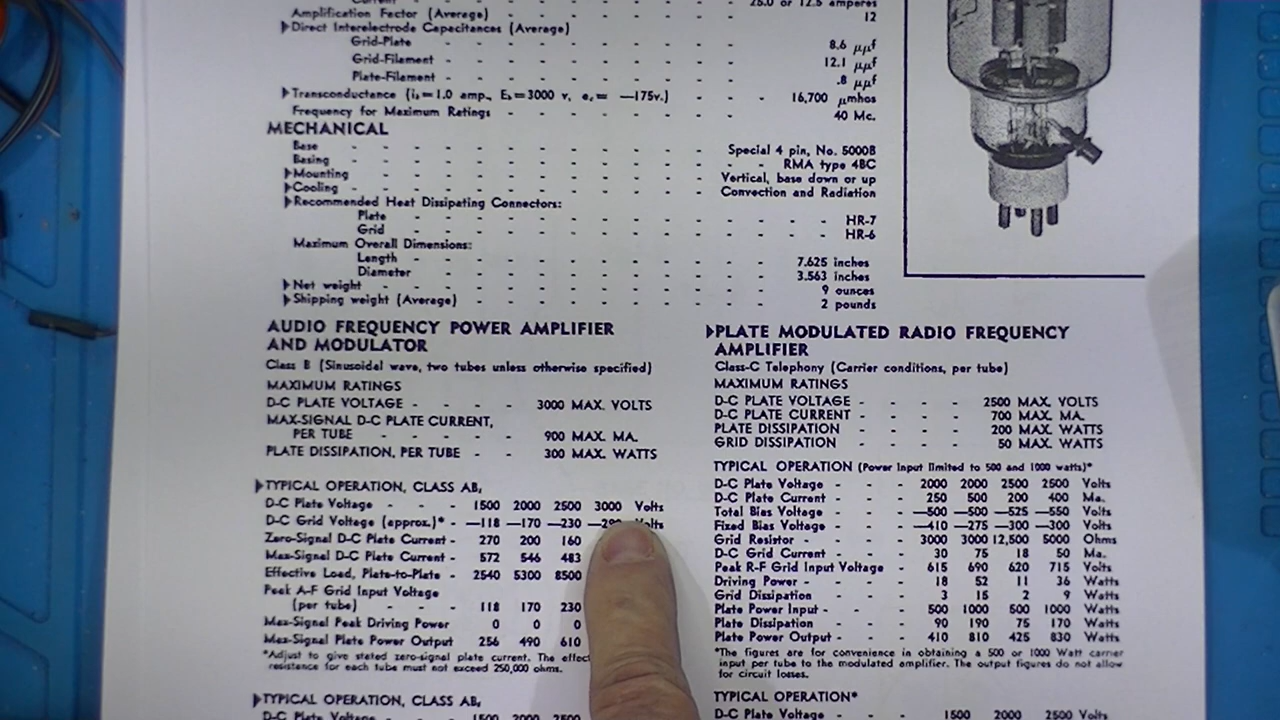 Current - - - - - - - - - - 25.0 or 12.5 amperes
Amplification Factor (Average) - - - - - - - - 12
▶Direct Interelectrode Capacitances (Average)
Grid-Plate - - - - - - - - - - - 8.6 μμf
Grid-Filament - - - - - - - - - - 12.1 μμf
Plate-Filament - - - - - - - - - - .8 μμf
▶Transconductance (ib=1.0 amp., Eb=3000 v, ec= —175v.) - - - 16,700 μmhos
Frequency for Maximum Ratings - - - - - - - - 40 Mc.
MECHANICAL
Base - - - - - - - - - - - - Special 4 pin, No. 5000B
Basing - - - - - - - - - - - - - RMA type 4BC
▶Mounting - - - - - - - - - - - Vertical, base down or up
▶Cooling - - - - - - - - - - - - Convection and Radiation
▶Recommended Heat Dissipating Connectors:
Plate - - - - - - - - - - - - - - HR-7
Grid - - - - - - - - - - - - - - HR-6
Maximum Overall Dimensions:
Length - - - - - - - - - - - 7.625 inches
Diameter - - - - - - - - - - - 3.563 inches
▶Net weight - - - - - - - - - - - - - 9 ounces
▶Shipping weight (Average) - - - - - - - - - - 2 pounds
AUDIO FREQUENCY POWER AMPLIFIER
AND MODULATOR
Class B (Sinusoidal wave, two tubes unless otherwise specified)
MAXIMUM RATINGS
D-C PLATE VOLTAGE - - - - 3000 MAX. VOLTS
MAX-SIGNAL D-C PLATE CURRENT,
PER TUBE - - - - - - 900 MAX. MA.
PLATE DISSIPATION, PER TUBE - - 300 MAX. WATTS
▶TYPICAL OPERATION, CLASS AB₁
D-C Plate Voltage - - - 1500 2000 2500 3000 Volts
D-C Grid Voltage (approx.)* - —118 —170 —230 Volts
Zero-Signal D-C Plate Current - 270 200 160
Max-Signal D-C Plate Current - 572 546 483
Effective Load, Plate-to-Plate - 2540 5300 8500
Peak A-F Grid Input Voltage
(per tube) - - - - 118 170 230
Max-Signal Peak Driving Power 0 0 0
Max-Signal Plate Power Output 256 490 610
*Adjust to give stated zero-signal plate current. The
resistance for each tube must not exceed 250,000 ohms.
▶TYPICAL OPERATION, CLASS AB₂
D-C Plate Voltage - - - 1500 2000 2500
▶PLATE MODULATED RADIO FREQUENCY
AMPLIFIER
Class-C Telephony (Carrier conditions, per tube)
MAXIMUM RATINGS
D-C PLATE VOLTAGE - - - - - 2500 MAX. VOLTS
D-C PLATE CURRENT - - - - - 700 MAX. MA.
PLATE DISSIPATION - - - - - 200 MAX. WATTS
GRID DISSIPATION - - - - - 50 MAX. WATTS
TYPICAL OPERATION (Power Input limited to 500 and 1000 watts)*
D-C Plate Voltage - - - 2000 2000 2500 2500 Volts
D-C Plate Current - - - 250 500 200 400 Ma.
Total Bias Voltage - - - —500 —500 —525 —550 Volts
Fixed Bias Voltage - - - —410 —275 —300 —300 Volts
Grid Resistor - - - - 3000 3000 12,500 5000 Ohms
D-C Grid Current - - - 30 75 18 50 Ma.
Peak R-F Grid Input Voltage - 615 690 620 715 Volts
Driving Power - - - - 18 52 11 36 Watts
Grid Dissipation - - - 3 15 2 9 Watts
Plate Power Input - - - 500 1000 500 1000 Watts
Plate Dissipation - - - 90 190 75 170 Watts
Plate Power Output - - - 410 810 425 830 Watts
*The figures are for convenience in obtaining a 500 or 1000 Watt carrier
input per tube to the modulated amplifier. The output figures do not allow
for circuit losses.
TYPICAL OPERATION*
D-C Plate Voltage - - - - 1500 2000 2500 Volts